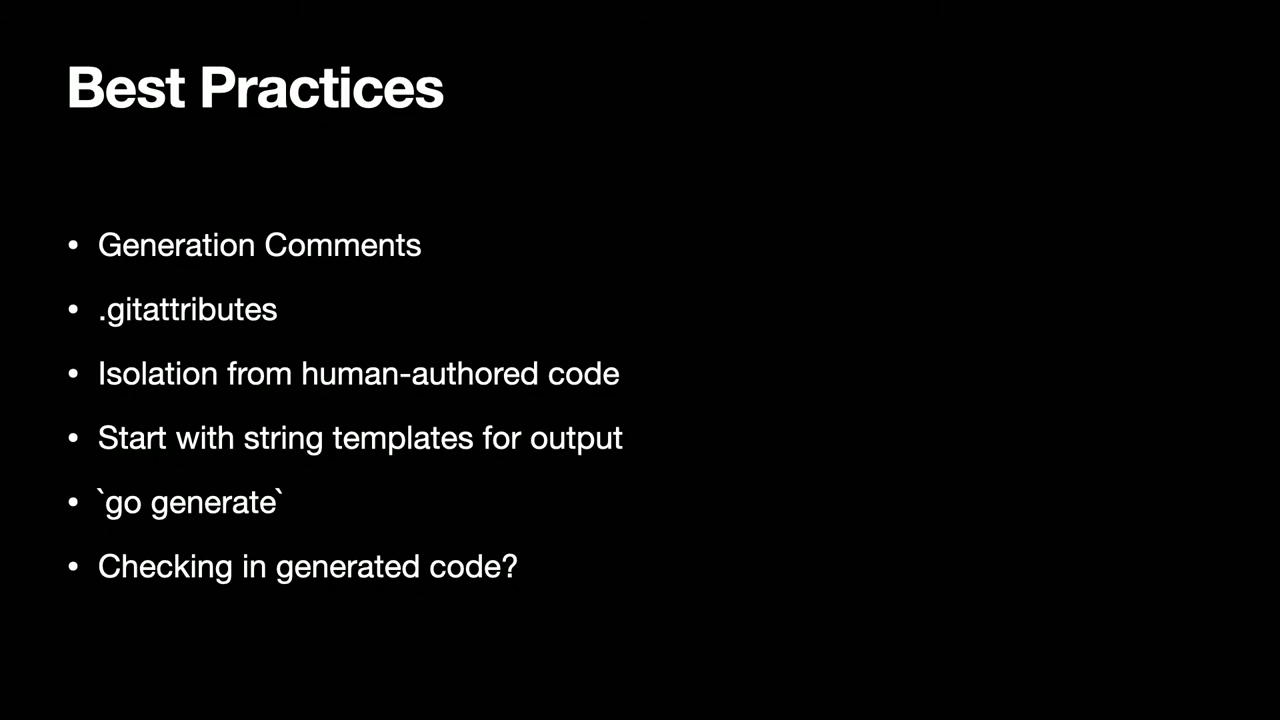 Best Practices
• Generation Comments
• .gitattributes
• Isolation from human-authored code
• Start with string templates for output
• `go generate`
• Checking in generated code?